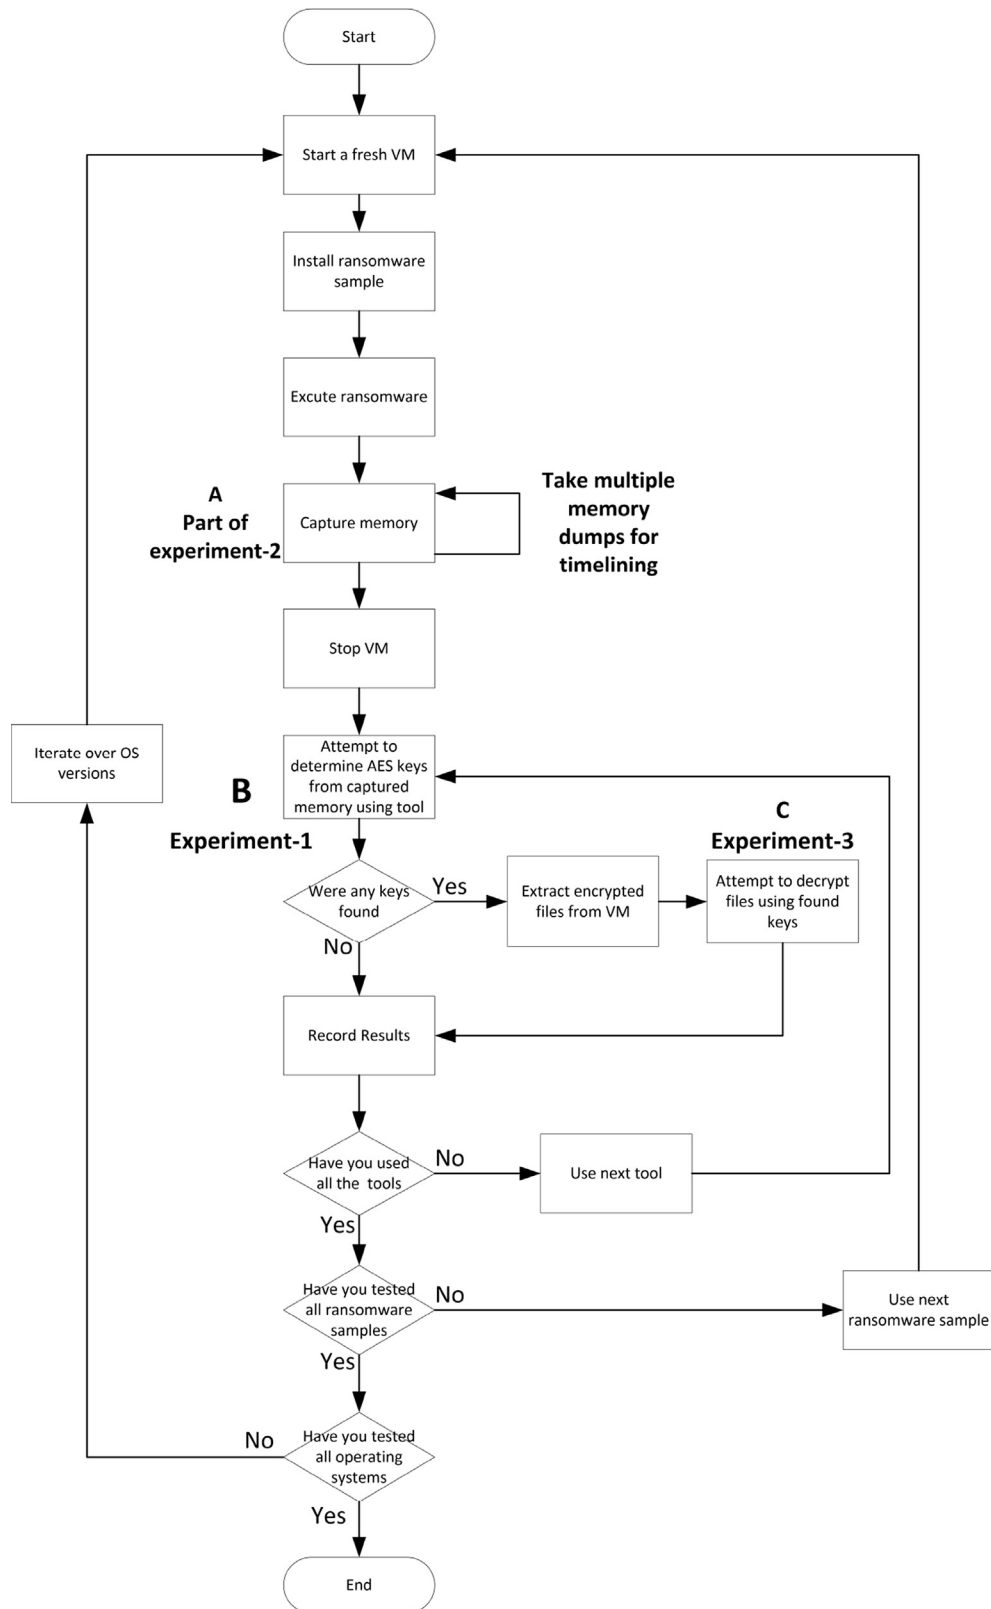 Start
Start a fresh VM
Install ransomware
sample
Excute ransomware
A
Part of
experiment-2
Capture memory
Take multiple
memory
dumps for
timelining
Stop VM
Iterate over OS
versions
Attempt to
determine AES keys
from captured
memory using tool
B
Experiment-1
C
Experiment-3
Were any keys
found
Yes
Extract encrypted
files from VM
Attempt to decrypt
files using found
keys
No
Record Results
Have you used
all the tools
No
Use next tool
Yes
Have you tested
all ransomware
samples
No
Use next
ransomware sample
Yes
Have you tested
all operating
systems
No
Yes
End